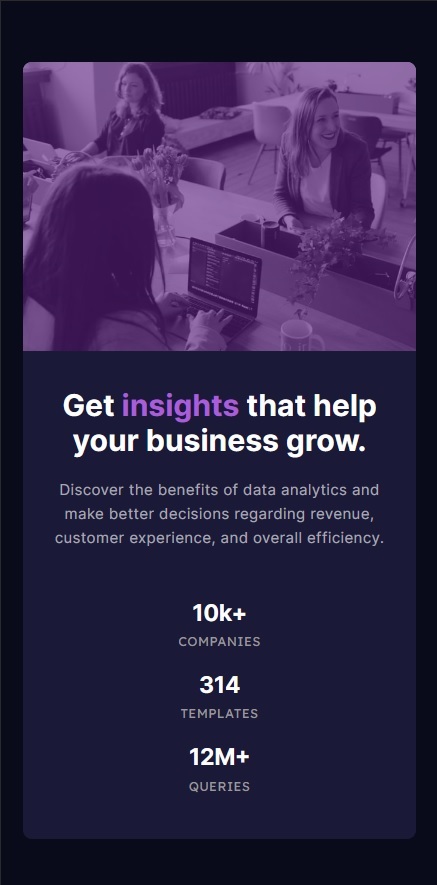 Get insights that help
your business grow.
Discover the benefits of data analytics and
make better decisions regarding revenue,
customer experience, and overall efficiency.
10k+
COMPANIES
314
TEMPLATES
12M+
QUERIES